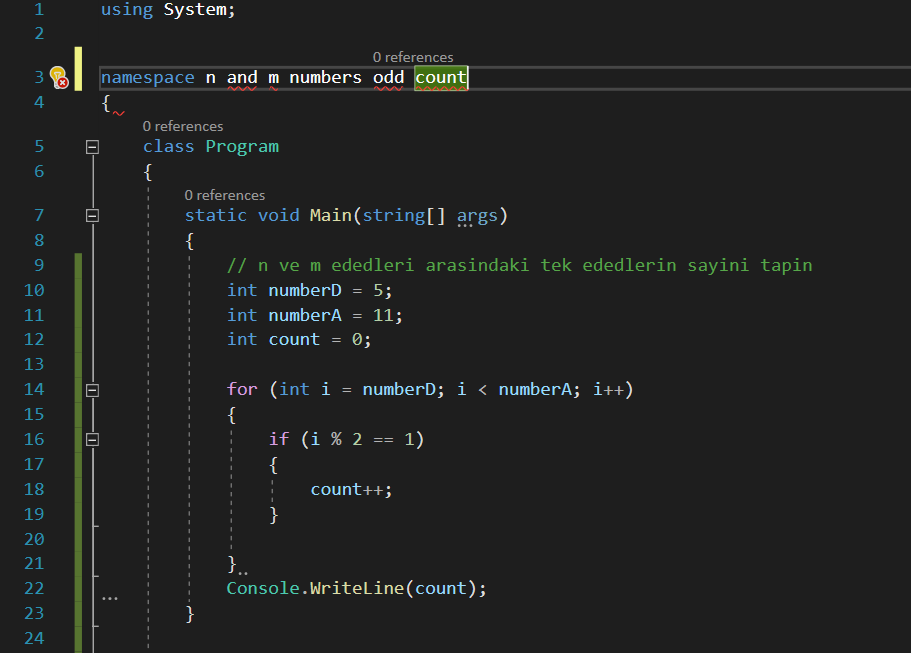 1 using System;
2
0 references
3 namespace n and m numbers odd count
4 {
0 references
5 class Program
6 {
0 references
7 static void Main(string[] args)
8 {
9 // n ve m ededleri arasindaki tek ededlerin sayini tapin
10 int numberD = 5;
11 int numberA = 11;
12 int count = 0;
13
14 for (int i = numberD; i < numberA; i++)
15 {
16 if (i % 2 == 1)
17 {
18 count++;
19 }
20
21 }
22 Console.WriteLine(count);
23 }
24